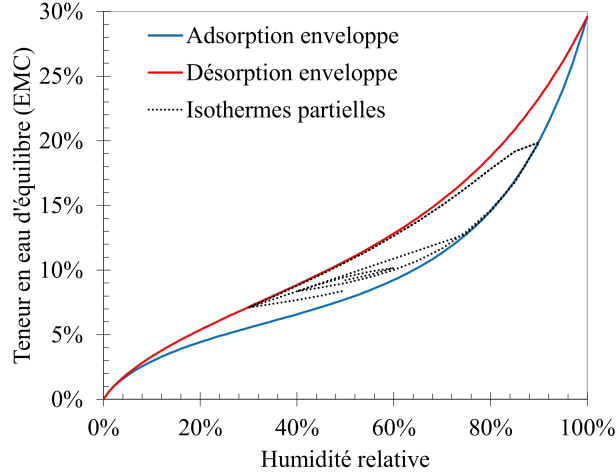 30%
25%
20%
15%
10%
5%
0%
Teneur en eau d'équilibre (EMC)
Adsorption enveloppe
Désorption enveloppe
Isothermes partielles
0%
20%
40%
60%
80%
100%
Humidité relative